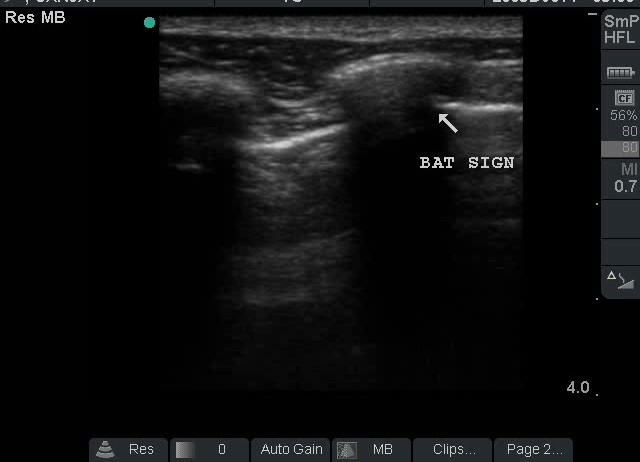 Res MB
SmP
HFL
CF
56%
80
80
MI
0.7
BAT SIGN
4.0
Res
0
Auto Gain
MB
Clips...
Page 2...